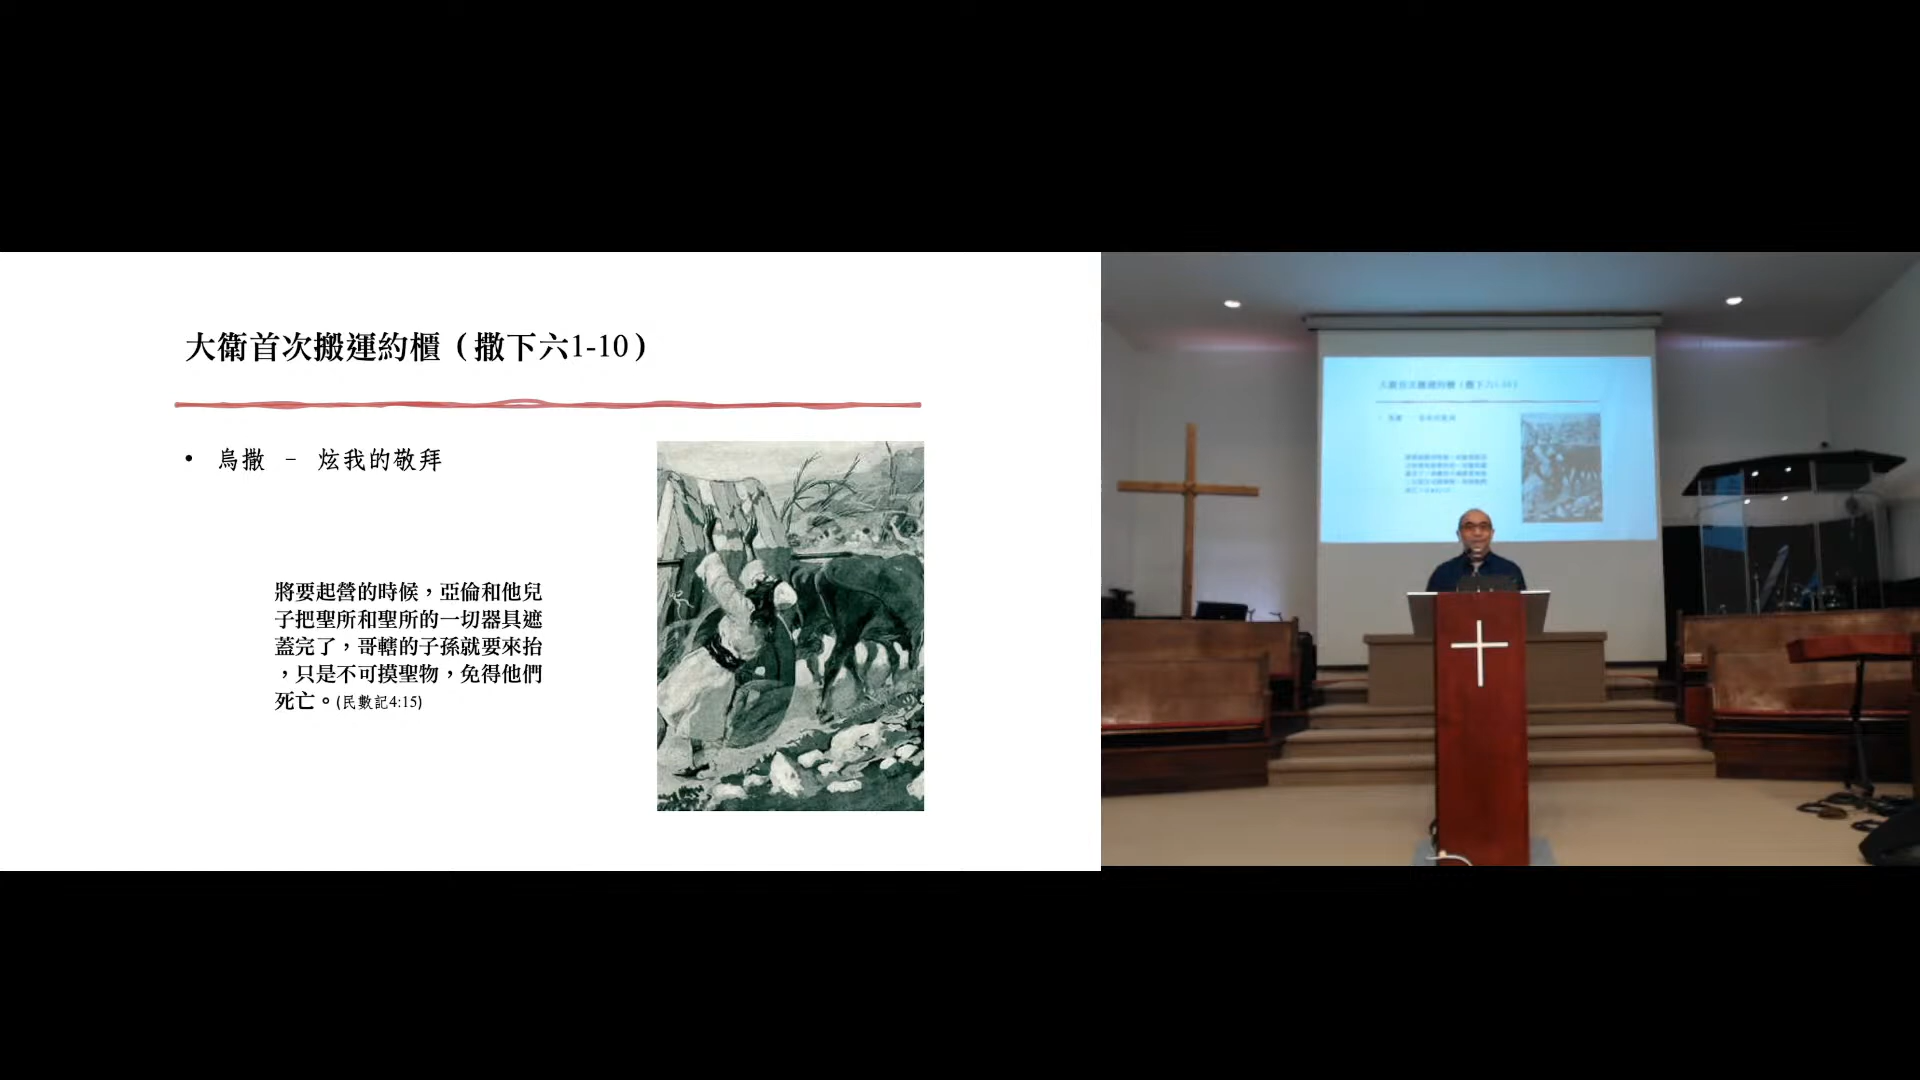 大衛首次搬運約櫃（撒下六1-10）
• 烏撒 – 炫我的敬拜
將要起營的時候，亞倫和他兒
子把聖所和聖所的一切器具遮
蓋完了，哥轄的子孫就要來抬
，只是不可摸聖物，免得他們
死亡。(民數記4:15)